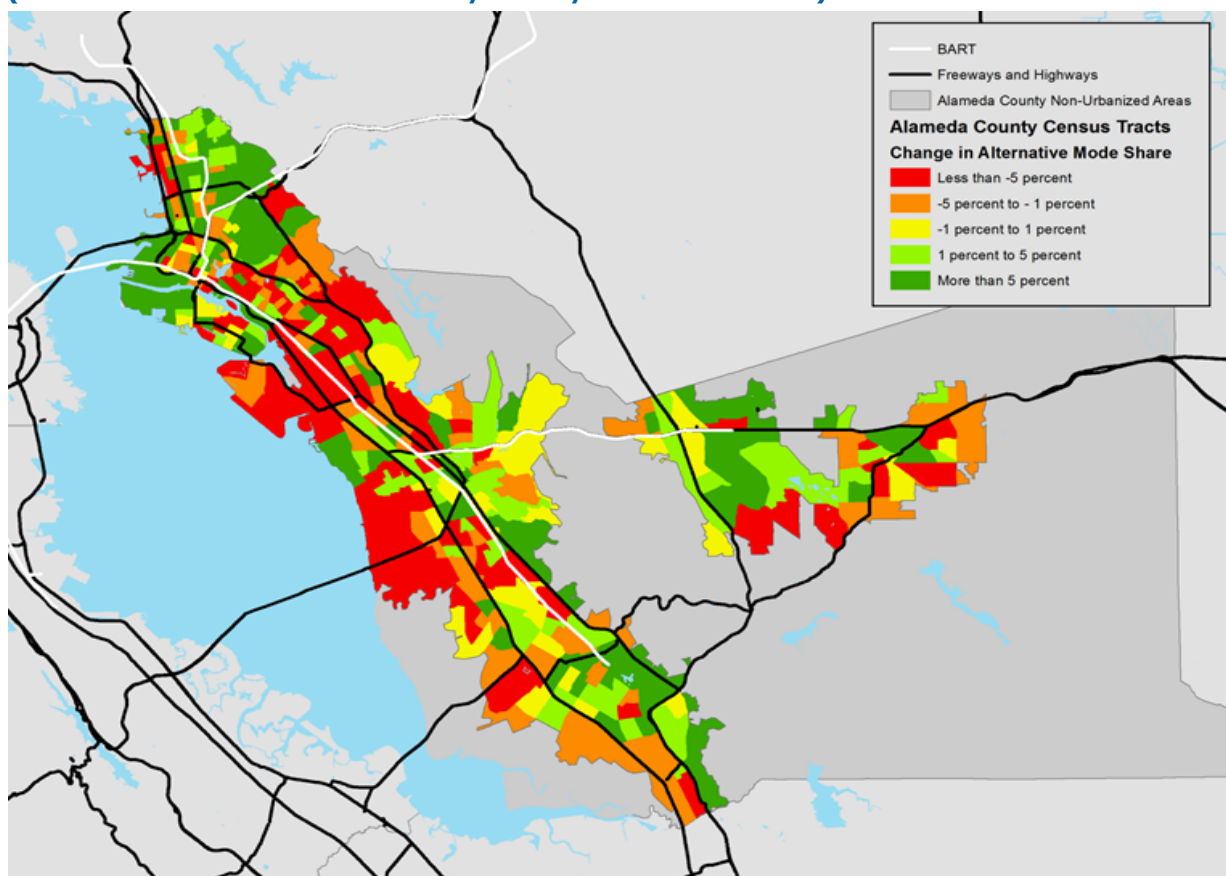 BART
Freeways and Highways
Alameda County Non-Urbanized Areas
Alameda County Census Tracts
Change in Alternative Mode Share
Less than -5 percent
-5 percent to - 1 percent
-1 percent to 1 percent
1 percent to 5 percent
More than 5 percent